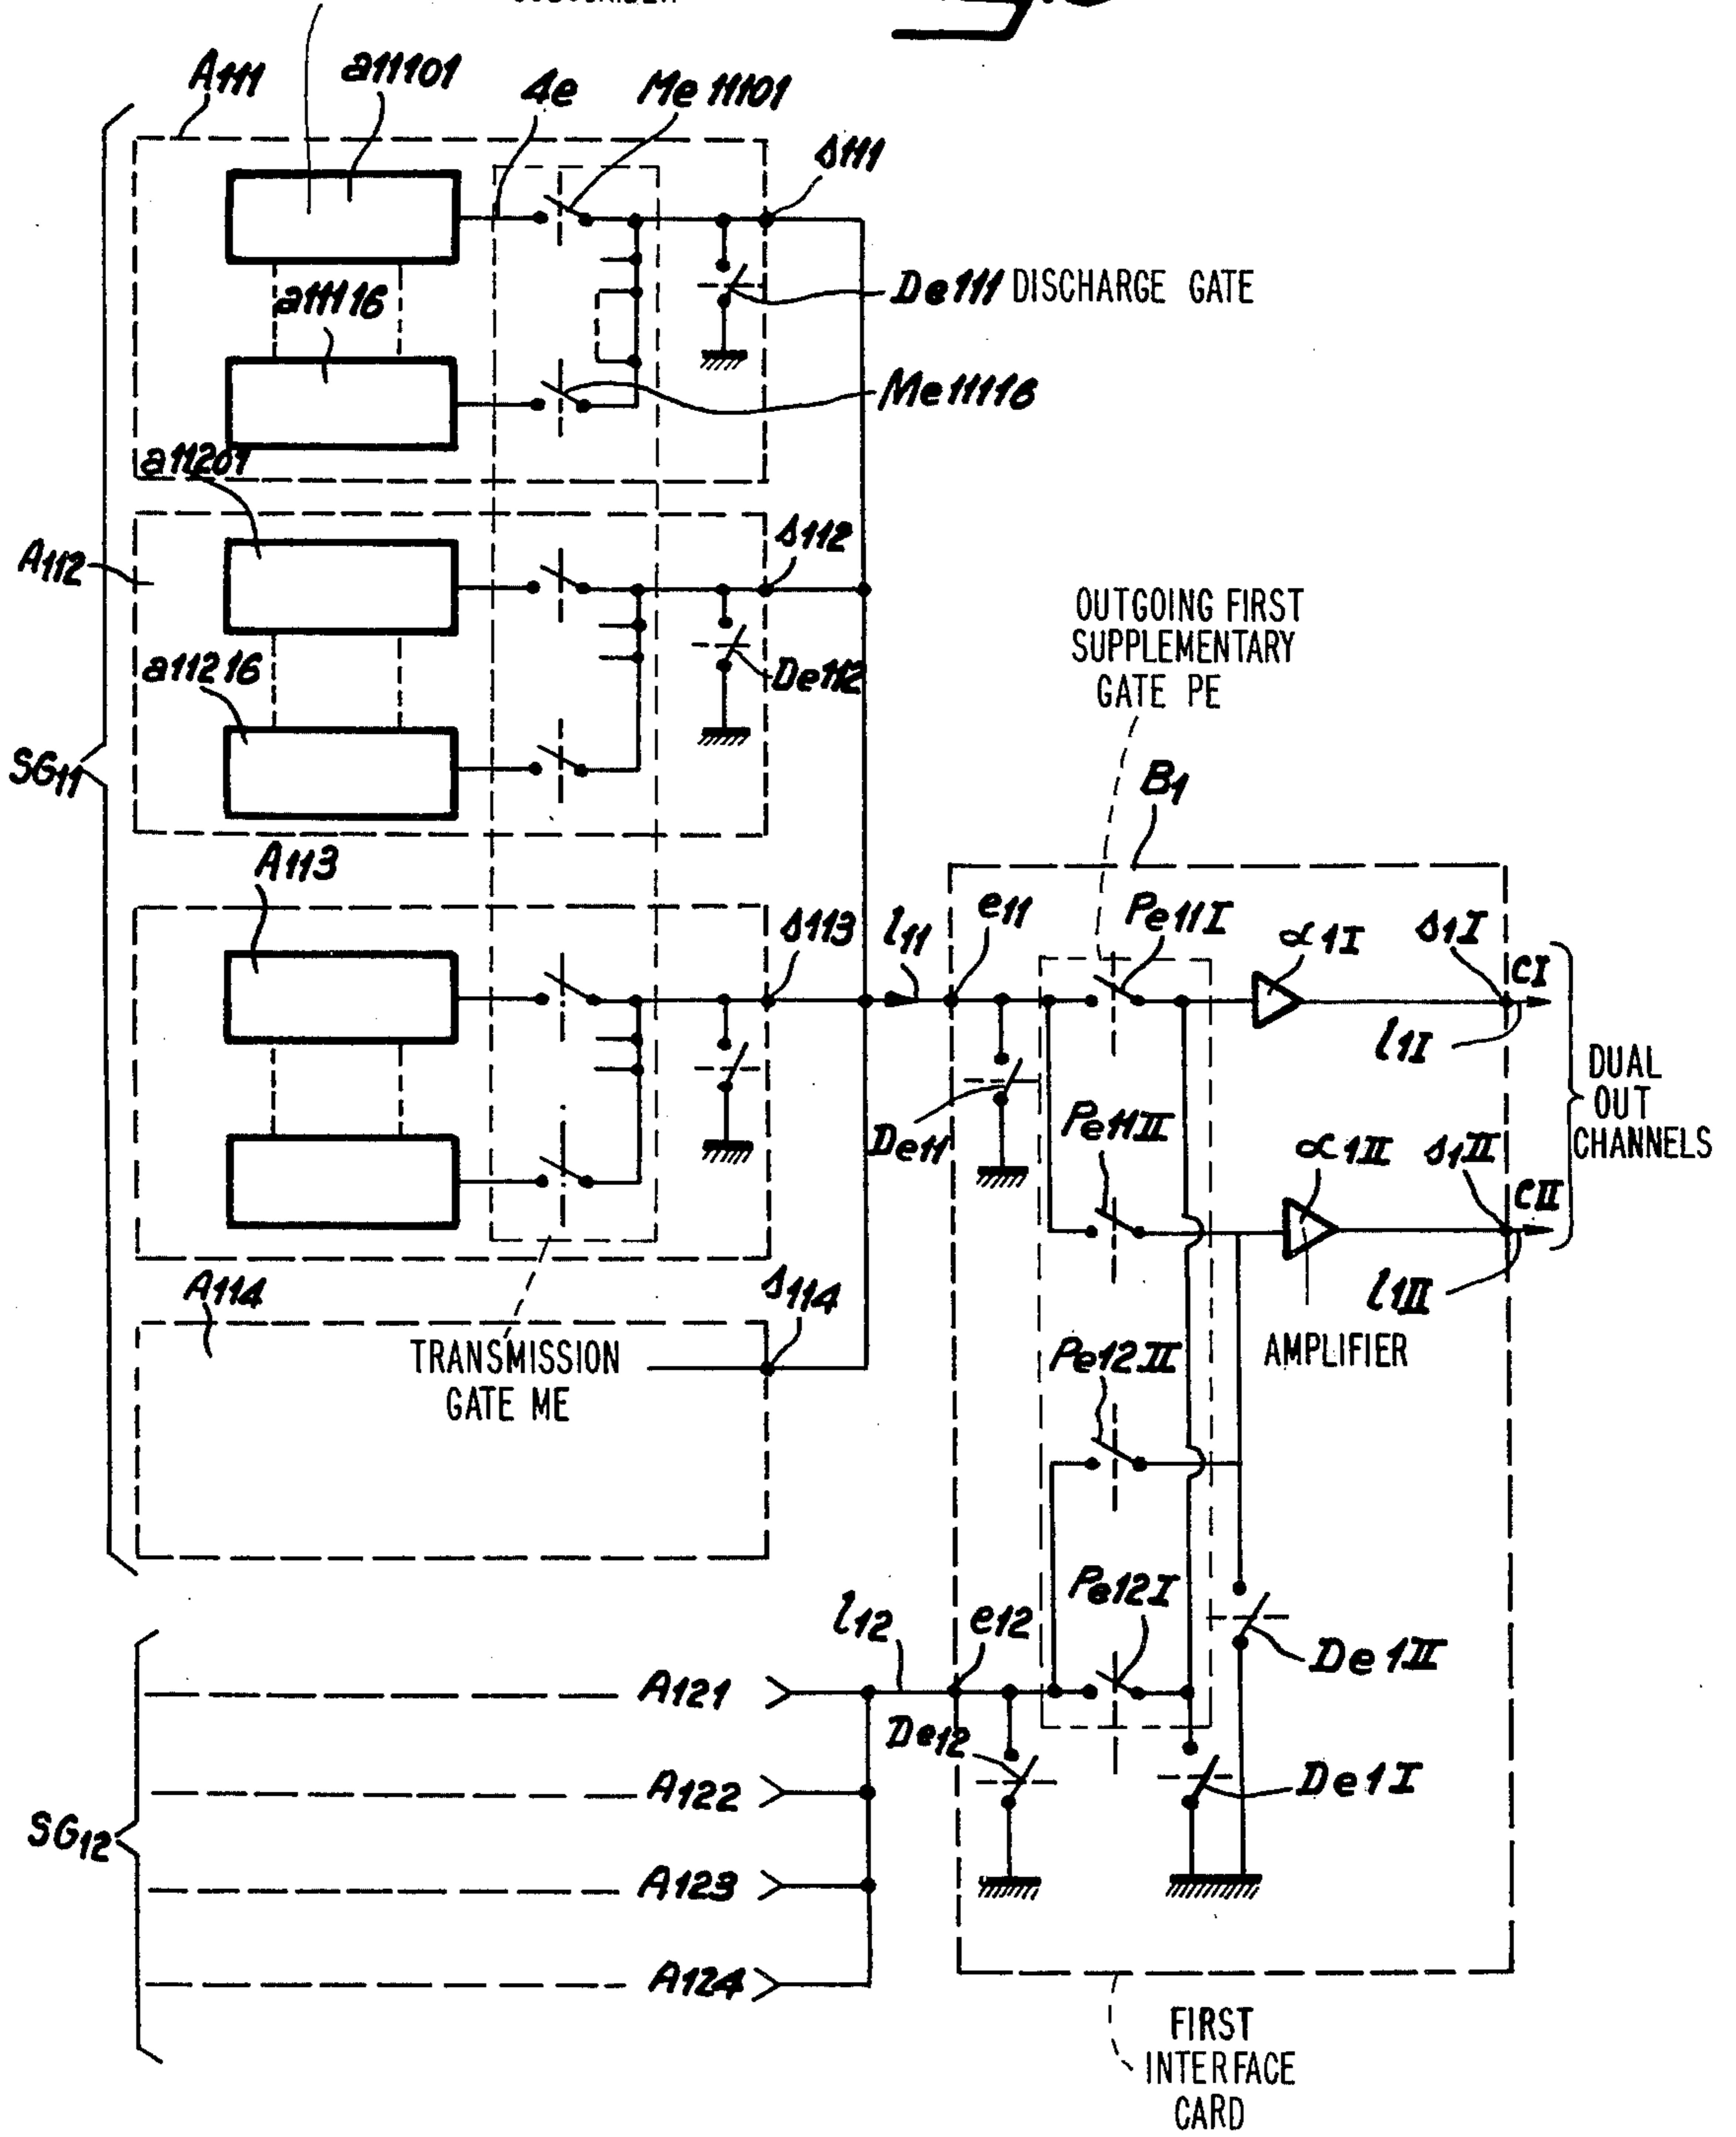 A111
a11101
4e
Me11101
s111
De111 DISCHARGE GATE
a11116
Me11116
a11201
A112
s112
De112
a11216
SG11
OUTGOING FIRST
SUPPLEMENTARY
GATE PE
B1
A113
s113
l11
e11
Pe11I
α1I
s1I
CI
l1I
DUAL
OUT
CHANNELS
De11
Pe11II
α1II
s1II
CII
l1II
A114
s114
TRANSMISSION
GATE ME
AMPLIFIER
Pe12II
Pe12I
l12
e12
De1II
A121
De12
De1I
A122
SG12
A123
A124
FIRST
INTERFACE
CARD